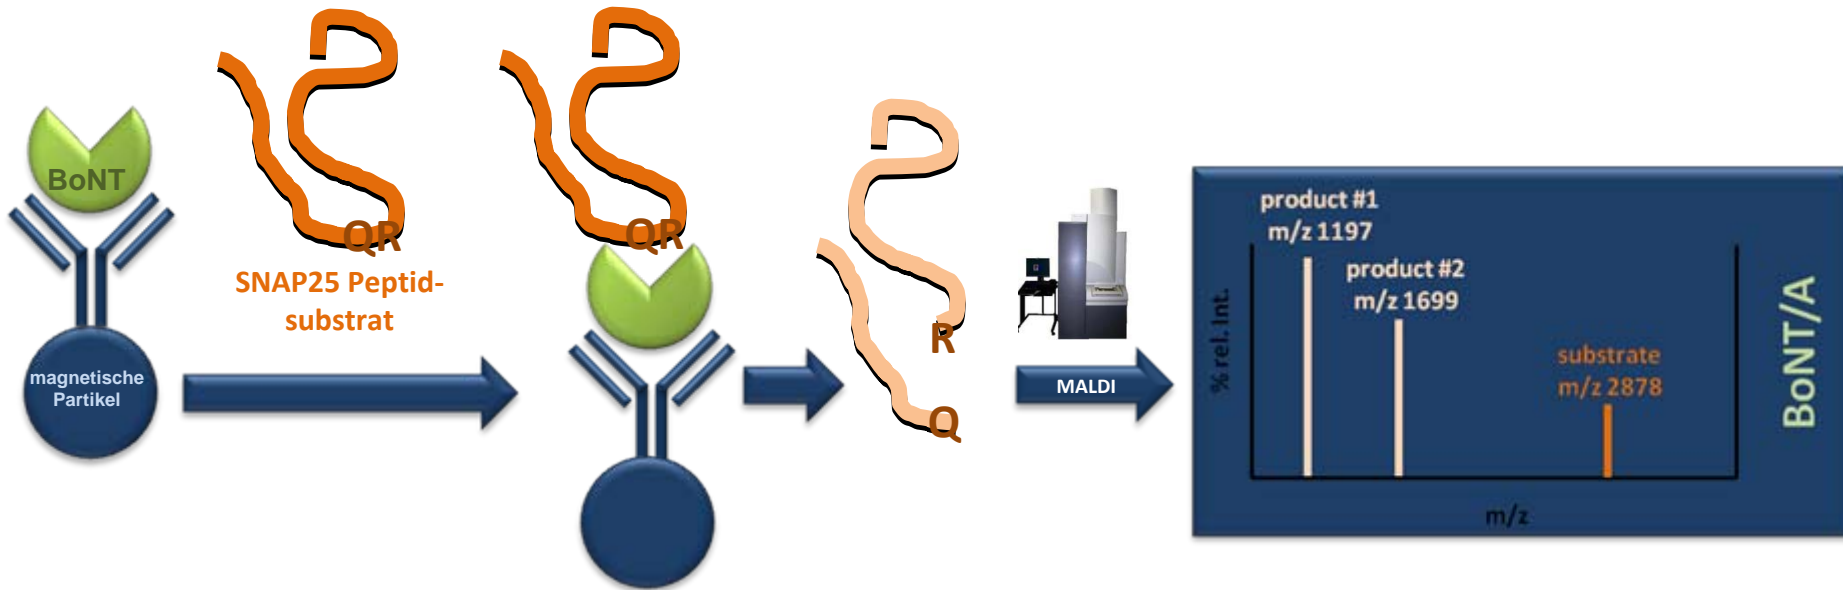 BoNT
magnetische
Partikel
QR
SNAP25 Peptid-
substrat
QR
R
Q
MALDI
product #1
m/z 1197
product #2
m/z 1699
substrate
m/z 2878
% rel. Int.
m/z
BoNT/A